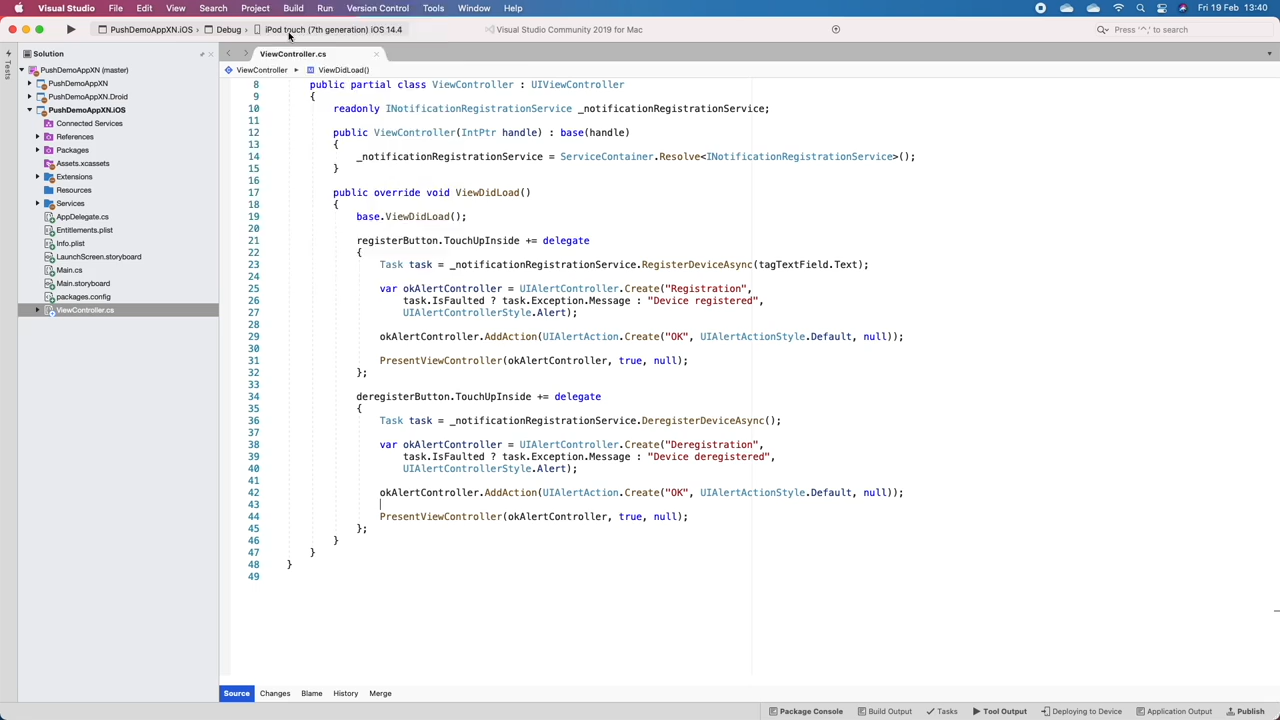 Visual Studio File Edit View Search Project Build Run Version Control Tools Window Help Fri 19 Feb 13:40
PushDemoAppXN.iOS › Debug › iPod touch (7th generation) iOS 14.4 Visual Studio Community 2019 for Mac Press '^,' to search
Tests
Solution
PushDemoAppXN (master)
PushDemoAppXN
PushDemoAppXN.Droid
PushDemoAppXN.iOS
Connected Services
References
Packages
Assets.xcassets
Extensions
Resources
Services
AppDelegate.cs
Entitlements.plist
Info.plist
LaunchScreen.storyboard
Main.cs
Main.storyboard
packages.config
ViewController.cs
ViewController.cs
ViewController ViewDidLoad()
8 public partial class ViewController : UIViewController
9 {
10 readonly INotificationRegistrationService _notificationRegistrationService;
11
12 public ViewController(IntPtr handle) : base(handle)
13 {
14 _notificationRegistrationService = ServiceContainer.Resolve<INotificationRegistrationService>();
15 }
16
17 public override void ViewDidLoad()
18 {
19 base.ViewDidLoad();
20
21 registerButton.TouchUpInside += delegate
22 {
23 Task task = _notificationRegistrationService.RegisterDeviceAsync(tagTextField.Text);
24
25 var okAlertController = UIAlertController.Create("Registration",
26 task.IsFaulted ? task.Exception.Message : "Device registered",
27 UIAlertControllerStyle.Alert);
28
29 okAlertController.AddAction(UIAlertAction.Create("OK", UIAlertActionStyle.Default, null));
30
31 PresentViewController(okAlertController, true, null);
32 };
33
34 deregisterButton.TouchUpInside += delegate
35 {
36 Task task = _notificationRegistrationService.DeregisterDeviceAsync();
37
38 var okAlertController = UIAlertController.Create("Deregistration",
39 task.IsFaulted ? task.Exception.Message : "Device deregistered",
40 UIAlertControllerStyle.Alert);
41
42 okAlertController.AddAction(UIAlertAction.Create("OK", UIAlertActionStyle.Default, null));
43
44 PresentViewController(okAlertController, true, null);
45 };
46 }
47 }
48 }
49
Source Changes Blame History Merge
Package Console Build Output Tasks Tool Output Deploying to Device Application Output Publish